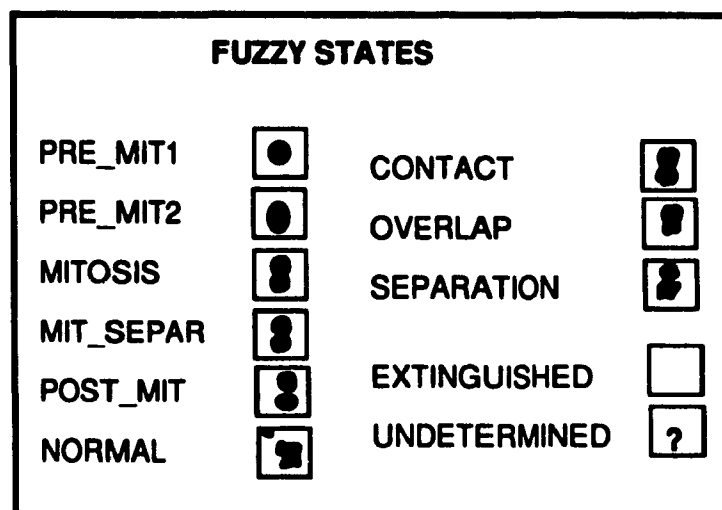 FUZZY STATES
PRE_MIT1
PRE_MIT2
MITOSIS
MIT_SEPAR
POST_MIT
NORMAL
CONTACT
OVERLAP
SEPARATION
EXTINGUISHED
UNDETERMINED ?